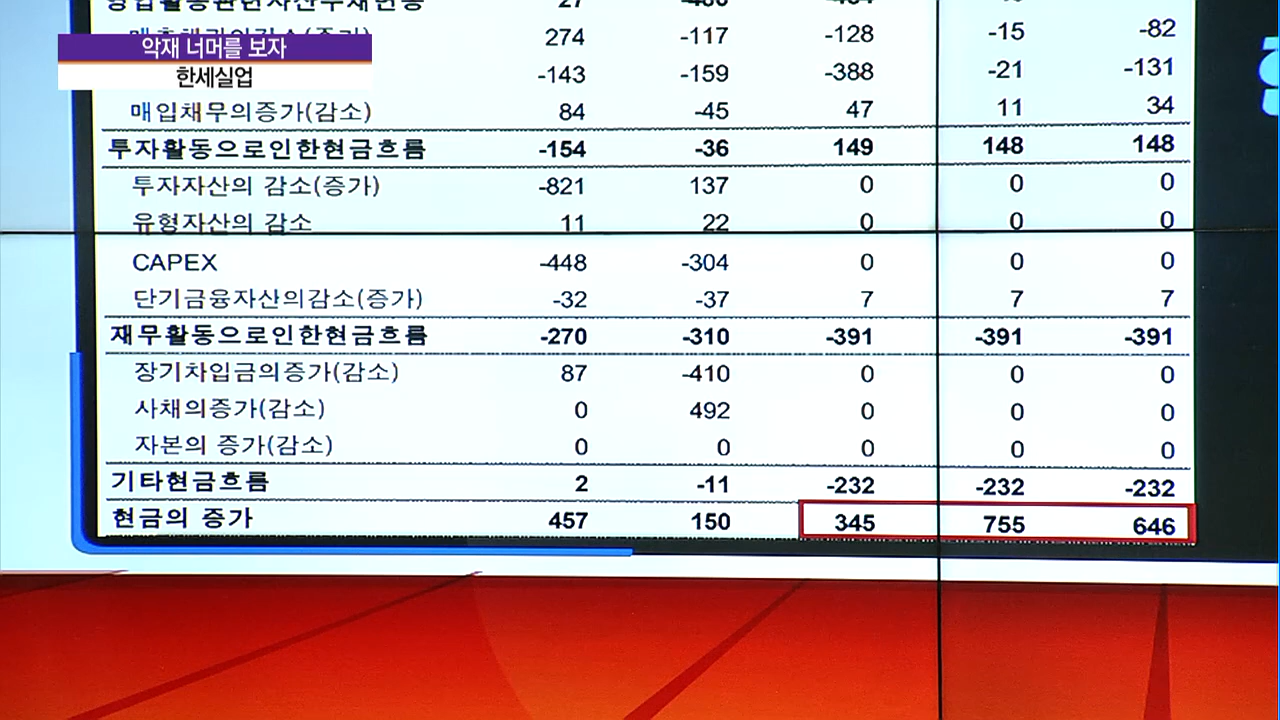 악재 너머를 보자
한세실업
274 -117 -128 -15 -82
-143 -159 -388 -21 -131
매입채무의증가(감소) 84 -45 47 11 34
투자활동으로인한현금흐름 -154 -36 149 148 148
투자자산의 감소(증가) -821 137 0 0 0
유형자산의 감소 11 22 0 0 0
CAPEX -448 -304 0 0 0
단기금융자산의감소(증가) -32 -37 7 7 7
재무활동으로인한현금흐름 -270 -310 -391 -391 -391
장기차입금의증가(감소) 87 -410 0 0 0
사채의증가(감소) 0 492 0 0 0
자본의 증가(감소) 0 0 0 0 0
기타현금흐름 2 -11 -232 -232 -232
현금의 증가 457 150 345 755 646